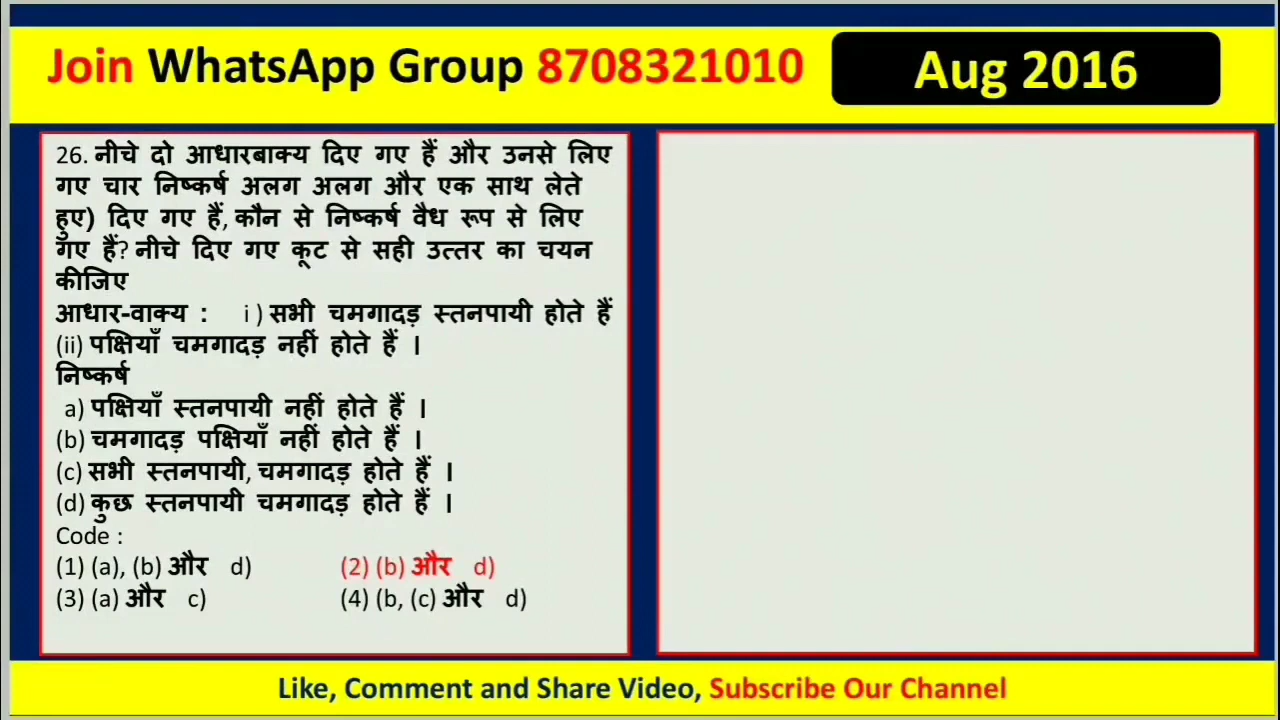 Join WhatsApp Group 8708321010
Aug 2016
26. नीचे दो आधारबाक्य दिए गए हैं और उनसे लिए
गए चार निष्कर्ष अलग अलग और एक साथ लेते
हुए) दिए गए हैं, कौन से निष्कर्ष वैध रूप से लिए
गए हैं? नीचे दिए गए कूट से सही उत्तर का चयन
कीजिए
आधार-वाक्य : i ) सभी चमगादड़ स्तनपायी होते हैं
(ii) पक्षियाँ चमगादड़ नहीं होते हैं ।
निष्कर्ष
a) पक्षियाँ स्तनपायी नहीं होते हैं ।
(b) चमगादड़ पक्षियाँ नहीं होते हैं ।
(c) सभी स्तनपायी, चमगादड़ होते हैं ।
(d) कुछ स्तनपायी चमगादड़ होते हैं ।
Code :
(1) (a), (b) और d) (2) (b) और d)
(3) (a) और c) (4) (b, (c) और d)
Like, Comment and Share Video, Subscribe Our Channel